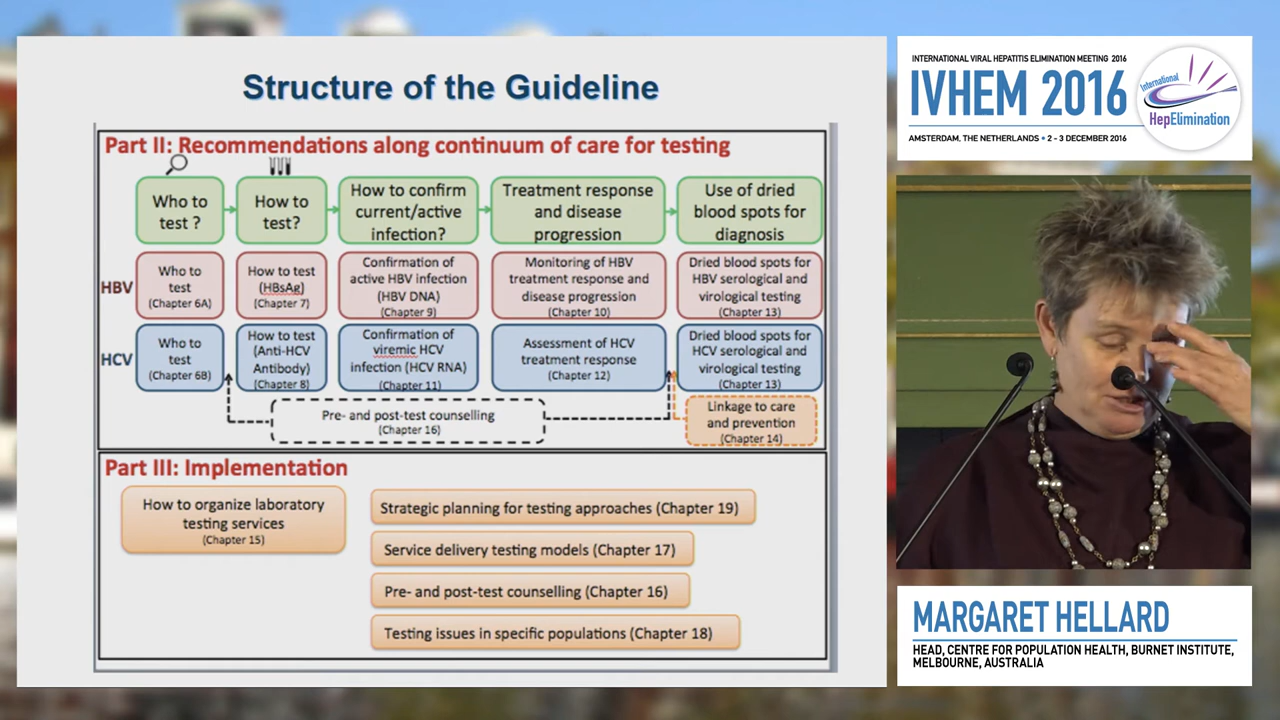 Structure of the Guideline
Part II: Recommendations along continuum of care for testing
Who to
test ?
How to
test?
How to confirm
current/active
infection?
Treatment response
and disease
progression
Use of dried
blood spots for
diagnosis
HBV
Who to
test
(Chapter 6A)
How to test
(HBsAg)
(Chapter 7)
Confirmation of
active HBV infection
(HBV DNA)
(Chapter 9)
Monitoring of HBV
treatment response and
disease progression
(Chapter 10)
Dried blood spots for
HBV serological and
virological testing
(Chapter 13)
HCV
Who to
test
(Chapter 6B)
How to test
(Anti-HCV
Antibody)
(Chapter 8)
Confirmation of
viremic HCV
infection (HCV RNA)
(Chapter 11)
Assessment of HCV
treatment response
(Chapter 12)
Dried blood spots for
HCV serological and
virological testing
(Chapter 13)
Pre- and post-test counselling
(Chapter 16)
Linkage to care
and prevention
(Chapter 14)
Part III: Implementation
How to organize laboratory
testing services
(Chapter 15)
Strategic planning for testing approaches (Chapter 19)
Service delivery testing models (Chapter 17)
Pre- and post-test counselling (Chapter 16)
Testing issues in specific populations (Chapter 18)
INTERNATIONAL VIRAL HEPATITIS ELIMINATION MEETING 2016
IVHEM 2016
AMSTERDAM, THE NETHERLANDS • 2 - 3 DECEMBER 2016
International
HepElimination
MARGARET HELLARD
HEAD, CENTRE FOR POPULATION HEALTH, BURNET INSTITUTE,
MELBOURNE, AUSTRALIA